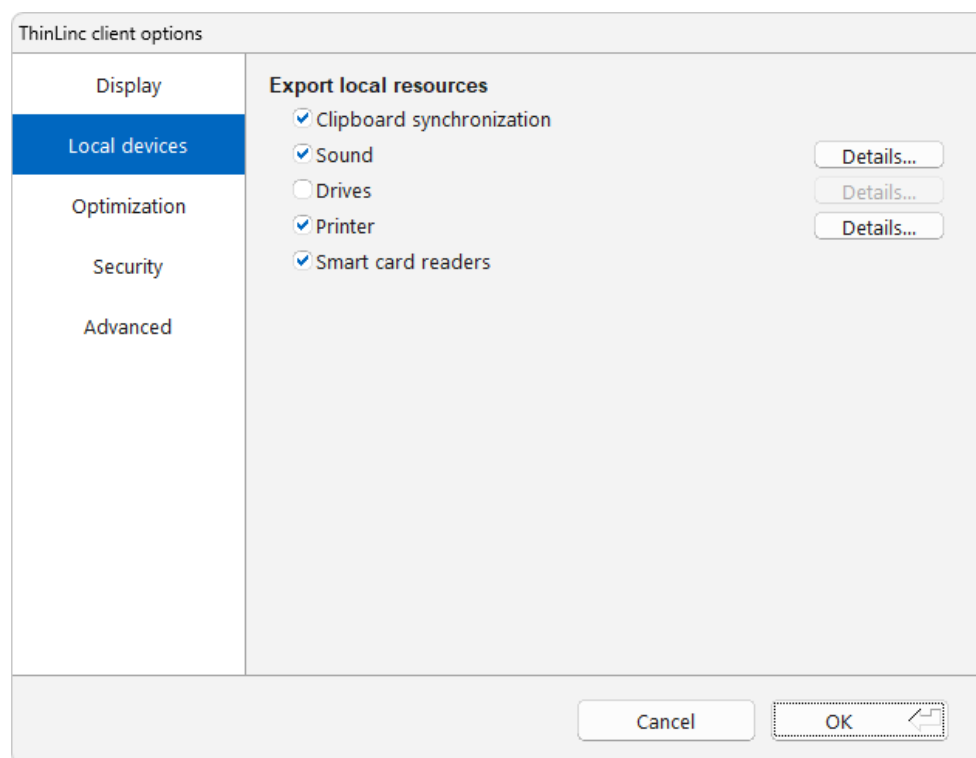 ThinLinc client options
Display
Local devices
Optimization
Security
Advanced
Export local resources
Clipboard synchronization
Sound Details...
Drives Details...
Printer Details...
Smart card readers
Cancel OK